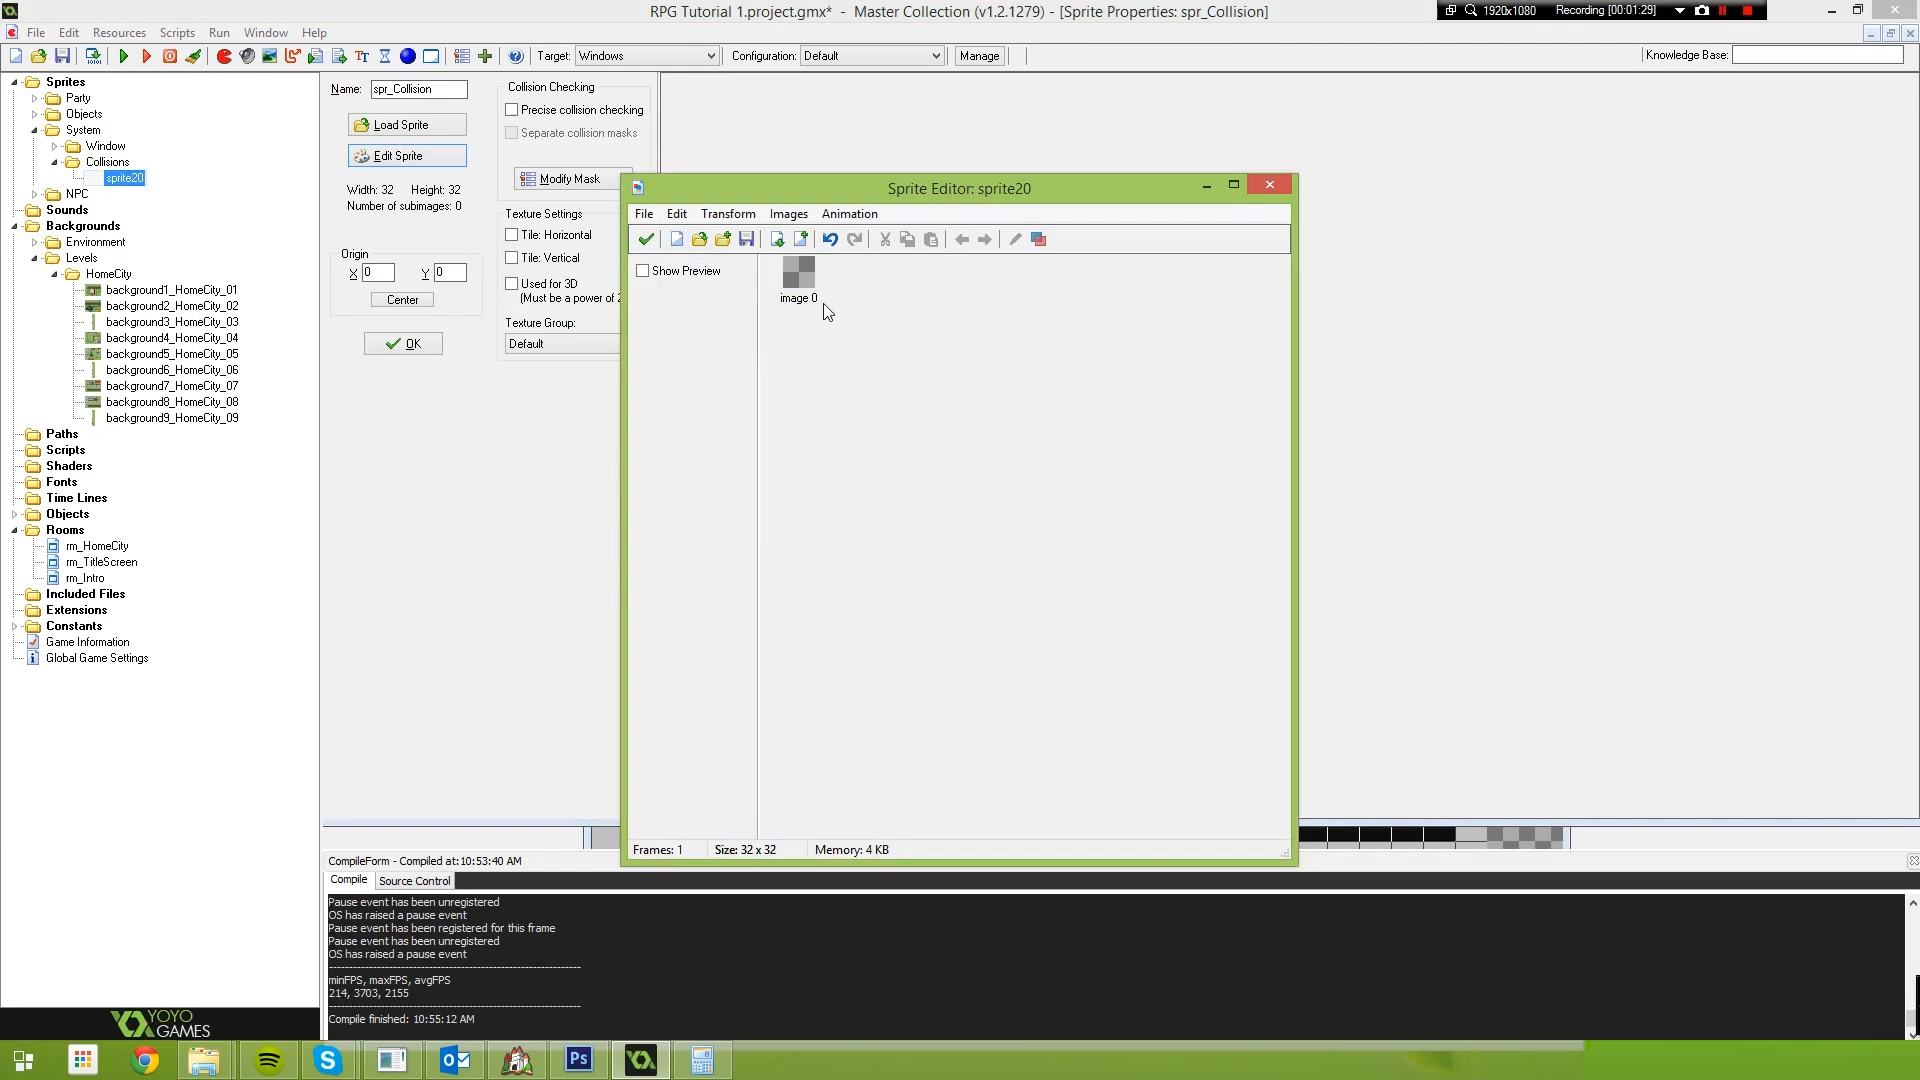 RPG Tutorial 1.project.gmx* - Master Collection (v1.2.1279) - [Sprite Properties: spr_Collision]
1920x1080
Recording [00:01:29]
File Edit Resources Scripts Run Window Help
Target: Windows
Configuration: Default
Manage
Knowledge Base:
Sprites
Party
Objects
System
Window
Collisions
sprite20
NPC
Sounds
Backgrounds
Environment
Levels
HomeCity
background1_HomeCity_01
background2_HomeCity_02
background3_HomeCity_03
background4_HomeCity_04
background5_HomeCity_05
background6_HomeCity_06
background7_HomeCity_07
background8_HomeCity_08
background9_HomeCity_09
Paths
Scripts
Shaders
Fonts
Time Lines
Objects
Rooms
rm_HomeCity
rm_TitleScreen
rm_Intro
Included Files
Extensions
Constants
Game Information
Global Game Settings
YOYO
GAMES
Name: spr_Collision
Load Sprite
Edit Sprite
Width: 32 Height: 32
Number of subimages: 0
Origin
X 0 Y 0
Center
OK
Collision Checking
Precise collision checking
Separate collision masks
Modify Mask
Texture Settings
Tile: Horizontal
Tile: Vertical
Used for 3D
(Must be a power of 2
Texture Group:
Default
Sprite Editor: sprite20
File Edit Transform Images Animation
Show Preview
image 0
Frames: 1 Size: 32 x 32 Memory: 4 KB
CompileForm - Compiled at:10:53:40 AM
Compile Source Control
Pause event has been unregistered
OS has raised a pause event
Pause event has been registered for this frame
Pause event has been unregistered
OS has raised a pause event
minFPS, maxFPS, avgFPS
214, 3703, 2155
Compile finished: 10:55:12 AM
Ps